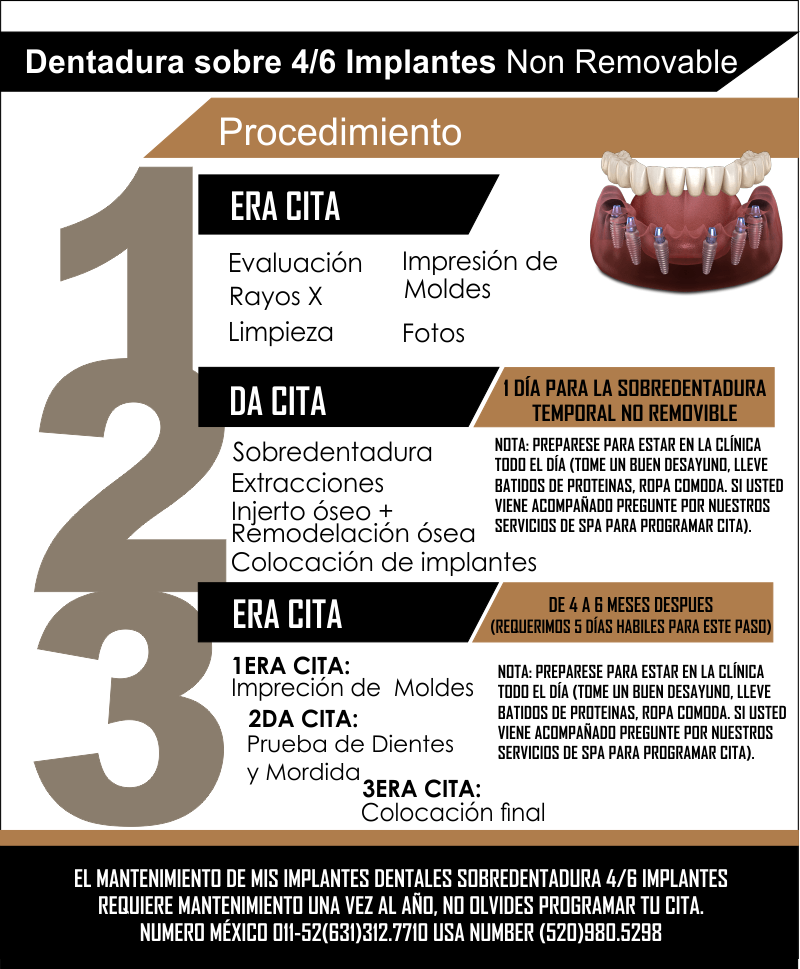 Dentadura sobre 4/6 Implantes Non Removable
Procedimiento
1
ERA CITA
Evaluación
Rayos X
Limpieza
Impresión de
Moldes
Fotos
2
DA CITA
1 DÍA PARA LA SOBREDENTADURA
TEMPORAL NO REMOVIBLE
Sobredentadura
Extracciones
Injerto óseo +
Remodelación ósea
Colocación de implantes
NOTA: PREPARESE PARA ESTAR EN LA CLÍNICA
TODO EL DÍA (TOME UN BUEN DESAYUNO, LLEVE
BATIDOS DE PROTEINAS, ROPA COMODA. SI USTED
VIENE ACOMPAÑADO PREGUNTE POR NUESTROS
SERVICIOS DE SPA PARA PROGRAMAR CITA).
3
ERA CITA
DE 4 A 6 MESES DESPUES
(REQUERIMOS 5 DÍAS HABILES PARA ESTE PASO)
1ERA CITA:
Impreción de Moldes
2DA CITA:
Prueba de Dientes
y Mordida
3ERA CITA:
Colocación final
NOTA: PREPARESE PARA ESTAR EN LA CLÍNICA
TODO EL DÍA (TOME UN BUEN DESAYUNO, LLEVE
BATIDOS DE PROTEINAS, ROPA COMODA. SI USTED
VIENE ACOMPAÑADO PREGUNTE POR NUESTROS
SERVICIOS DE SPA PARA PROGRAMAR CITA).
EL MANTENIMIENTO DE MIS IMPLANTES DENTALES SOBREDENTADURA 4/6 IMPLANTES
REQUIERE MANTENIMIENTO UNA VEZ AL AÑO, NO OLVIDES PROGRAMAR TU CITA.
NUMERO MÉXICO 011-52(631)312.7710 USA NUMBER (520)980.5298